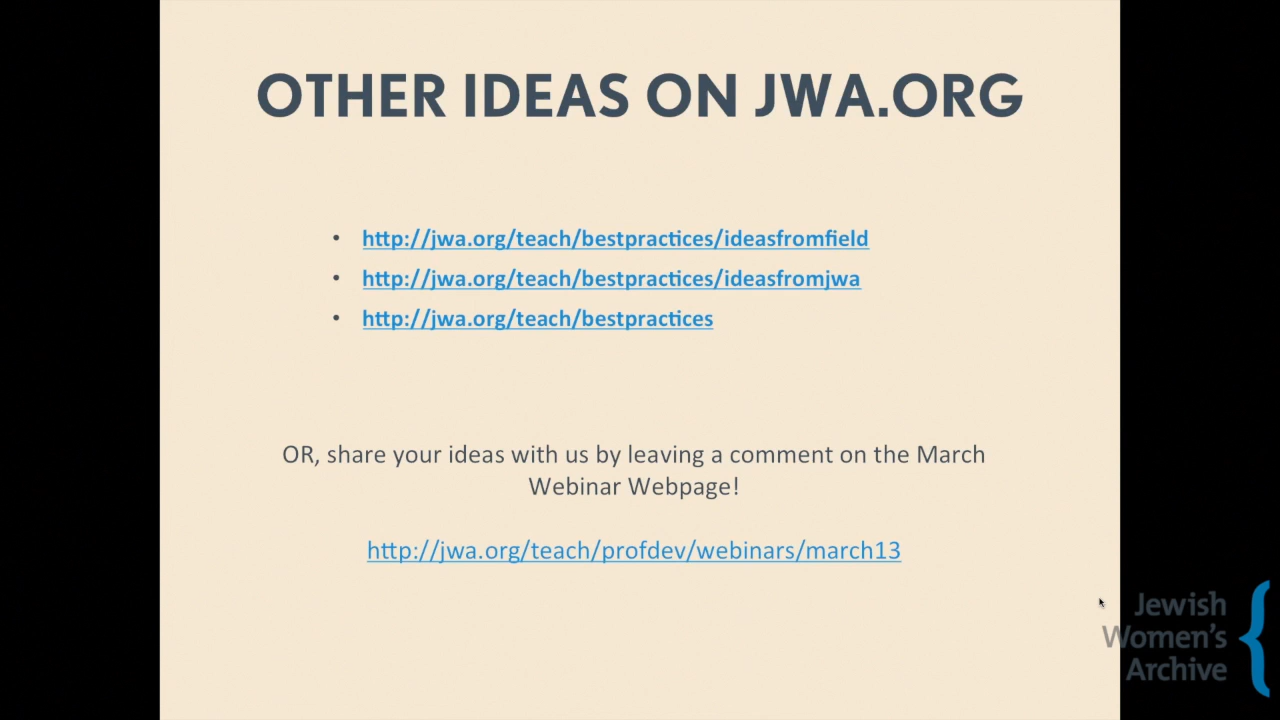 OTHER IDEAS ON JWA.ORG
• http://jwa.org/teach/bestpractices/ideasfromfield
• http://jwa.org/teach/bestpractices/ideasfromjwa
• http://jwa.org/teach/bestpractices
OR, share your ideas with us by leaving a comment on the March
Webinar Webpage!
http://jwa.org/teach/profdev/webinars/march13
Jewish
Women's
Archive